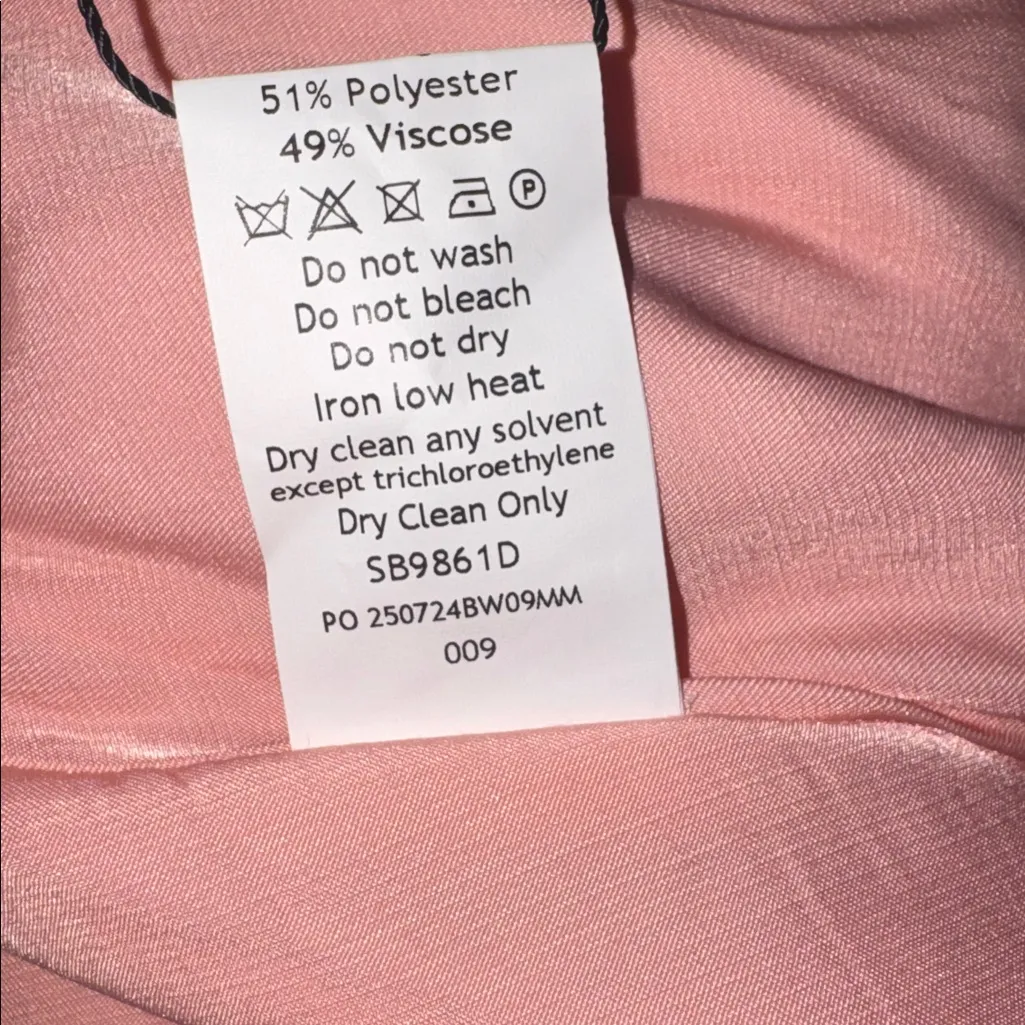 51% Polyester
49% Viscose
P
Do not wash
Do not bleach
Do not dry
Iron low heat
Dry clean any solvent
except trichloroethylene
Dry Clean Only
SB9861D
PO 250724BW09MM
009